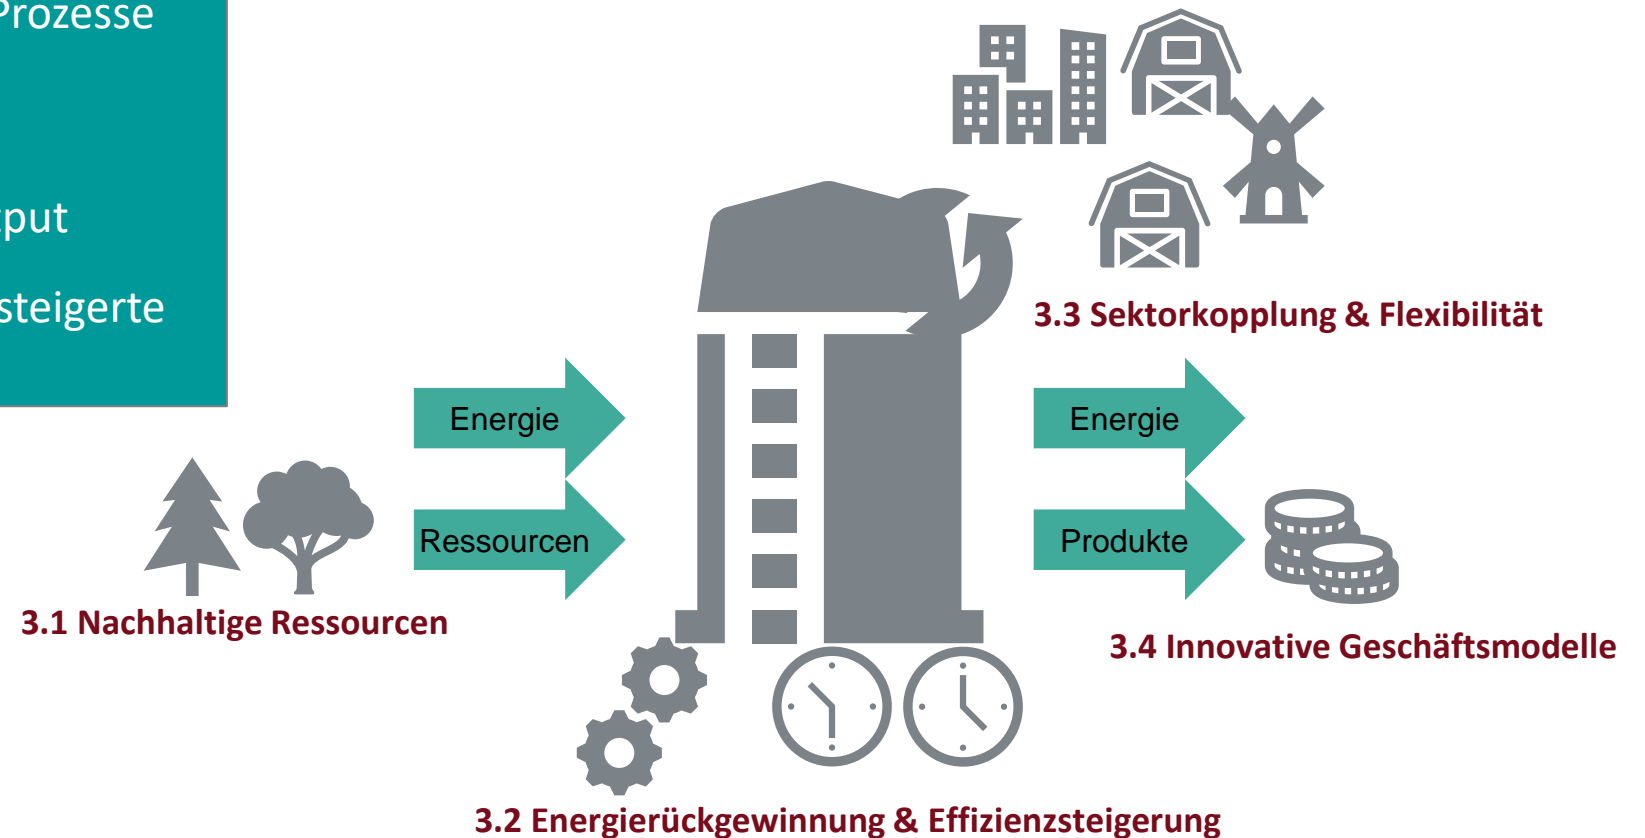 Prozesse
steigerte
3.3 Sektorkopplung & Flexibilität
Energie
Energie
Ressourcen
Produkte
3.1 Nachhaltige Ressourcen
3.4 Innovative Geschäftsmodelle
3.2 Energierückgewinnung & Effizienzsteigerung